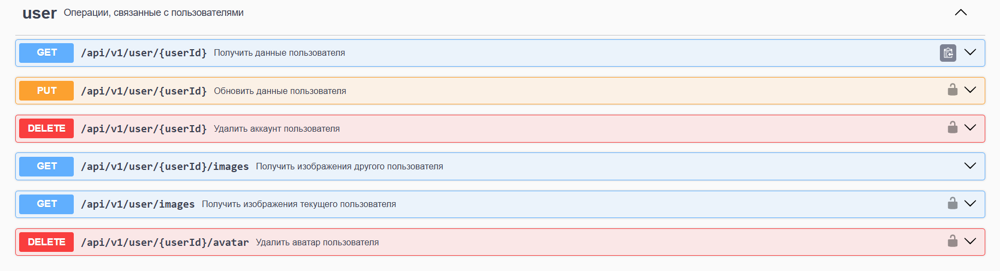 user Операции, связанные с пользователями
GET /api/v1/user/{userId} Получить данные пользователя
PUT /api/v1/user/{userId} Обновить данные пользователя
DELETE /api/v1/user/{userId} Удалить аккаунт пользователя
GET /api/v1/user/{userId}/images Получить изображения другого пользователя
GET /api/v1/user/images Получить изображения текущего пользователя
DELETE /api/v1/user/{userId}/avatar Удалить аватар пользователя